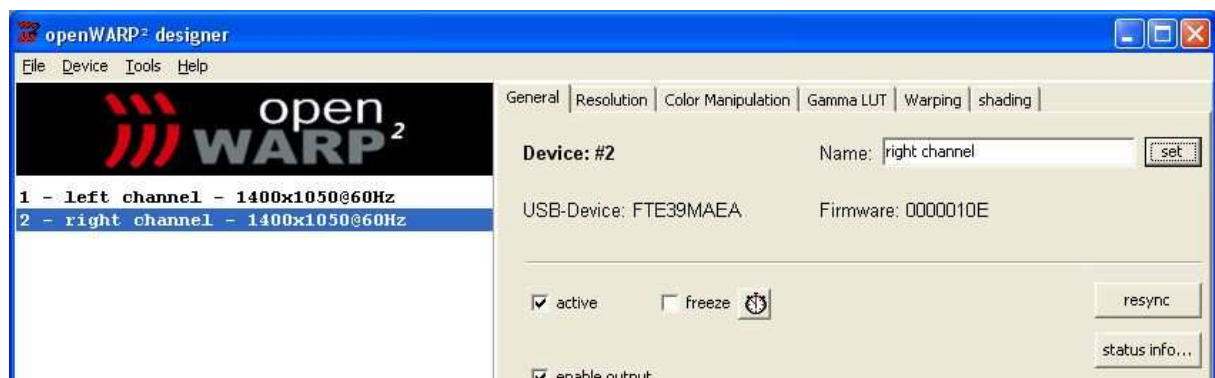 openWARP² designer
File Device Tools Help
open
WARP²
1 - left channel - 1400x1050@60Hz
2 - right channel - 1400x1050@60Hz
General Resolution Color Manipulation Gamma LUT Warping shading
Device: #2 Name: right channel set
USB-Device: FTE39MAEA Firmware: 0000010E
active freeze resync
status info...
enable output